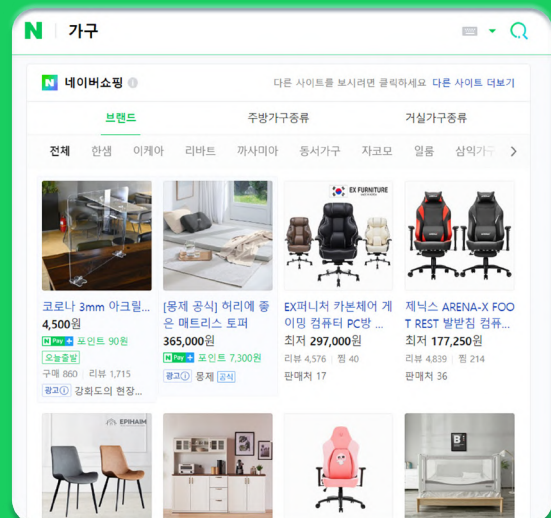 N 가구
N 네이버쇼핑
다른 사이트를 보시려면 클릭하세요 다른 사이트 더보기
브랜드 주방가구종류 거실가구종류
전체 한샘 이케아 리바트 까사미아 동서가구 자코모 일룸 삼익가구
EX FURNITURE
코로나 3mm 아크릴...
4,500원
N Pay + 포인트 90원
오늘출발
구매 860 리뷰 1,715
광고 강화도의 현장...
[몽제 공식] 허리에 좋
은 매트리스 토퍼
365,000원
N Pay + 포인트 7,300원
광고 몽제 공식
EX퍼니처 카본체어 게
이밍 컴퓨터 PC방 ...
최저 297,000원
리뷰 4,576 찜 40
판매처 17
제닉스 ARENA-X FOO
T REST 발받침 컴퓨...
최저 177,250원
리뷰 4,839 찜 214
판매처 36
EPIHAIM
B